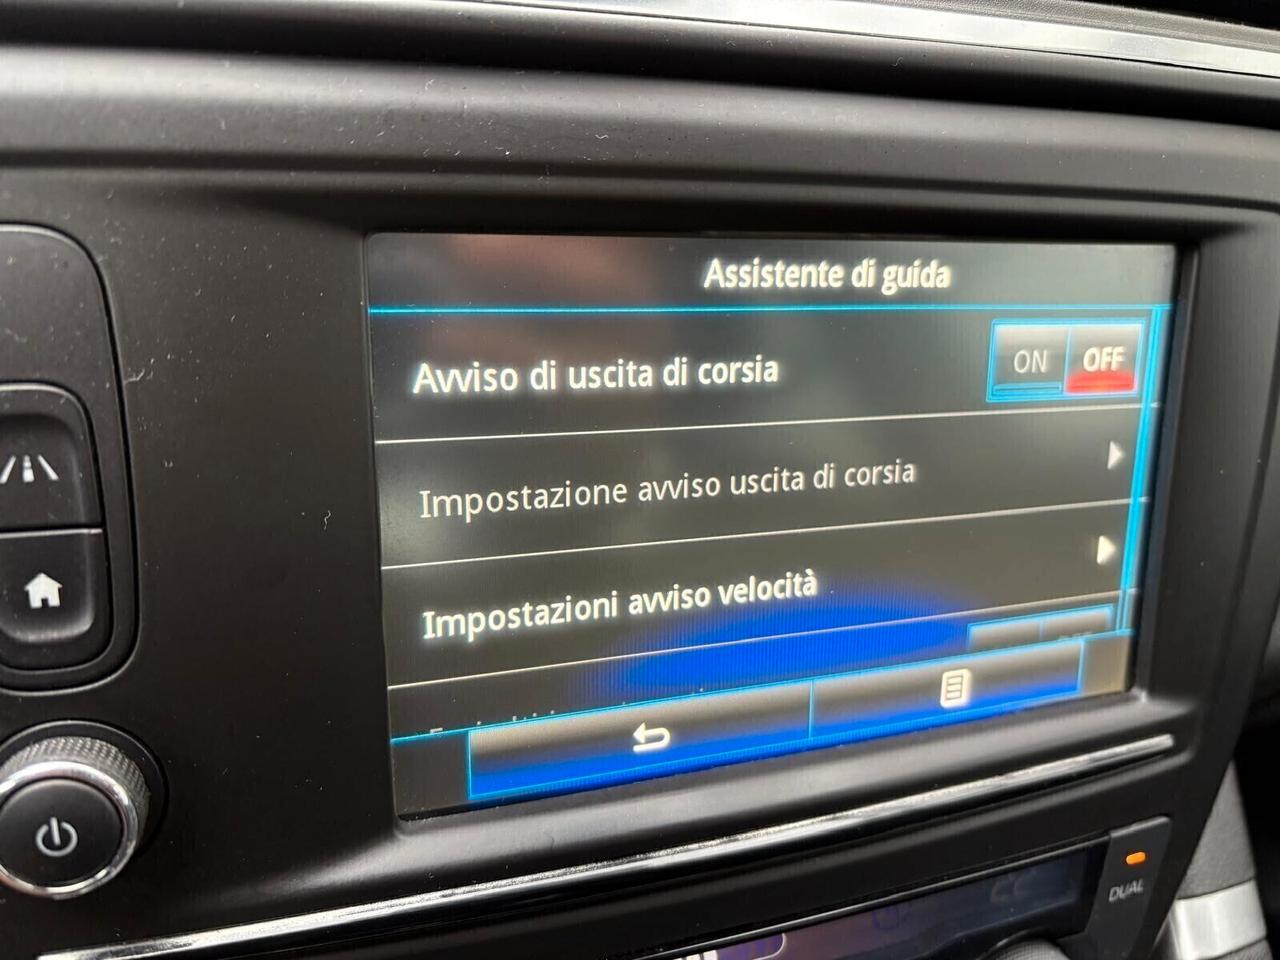 Assistente di guida
Avviso di uscita di corsia
ON OFF
Impostazione avviso uscita di corsia
Impostazioni avviso velocità
DUAL